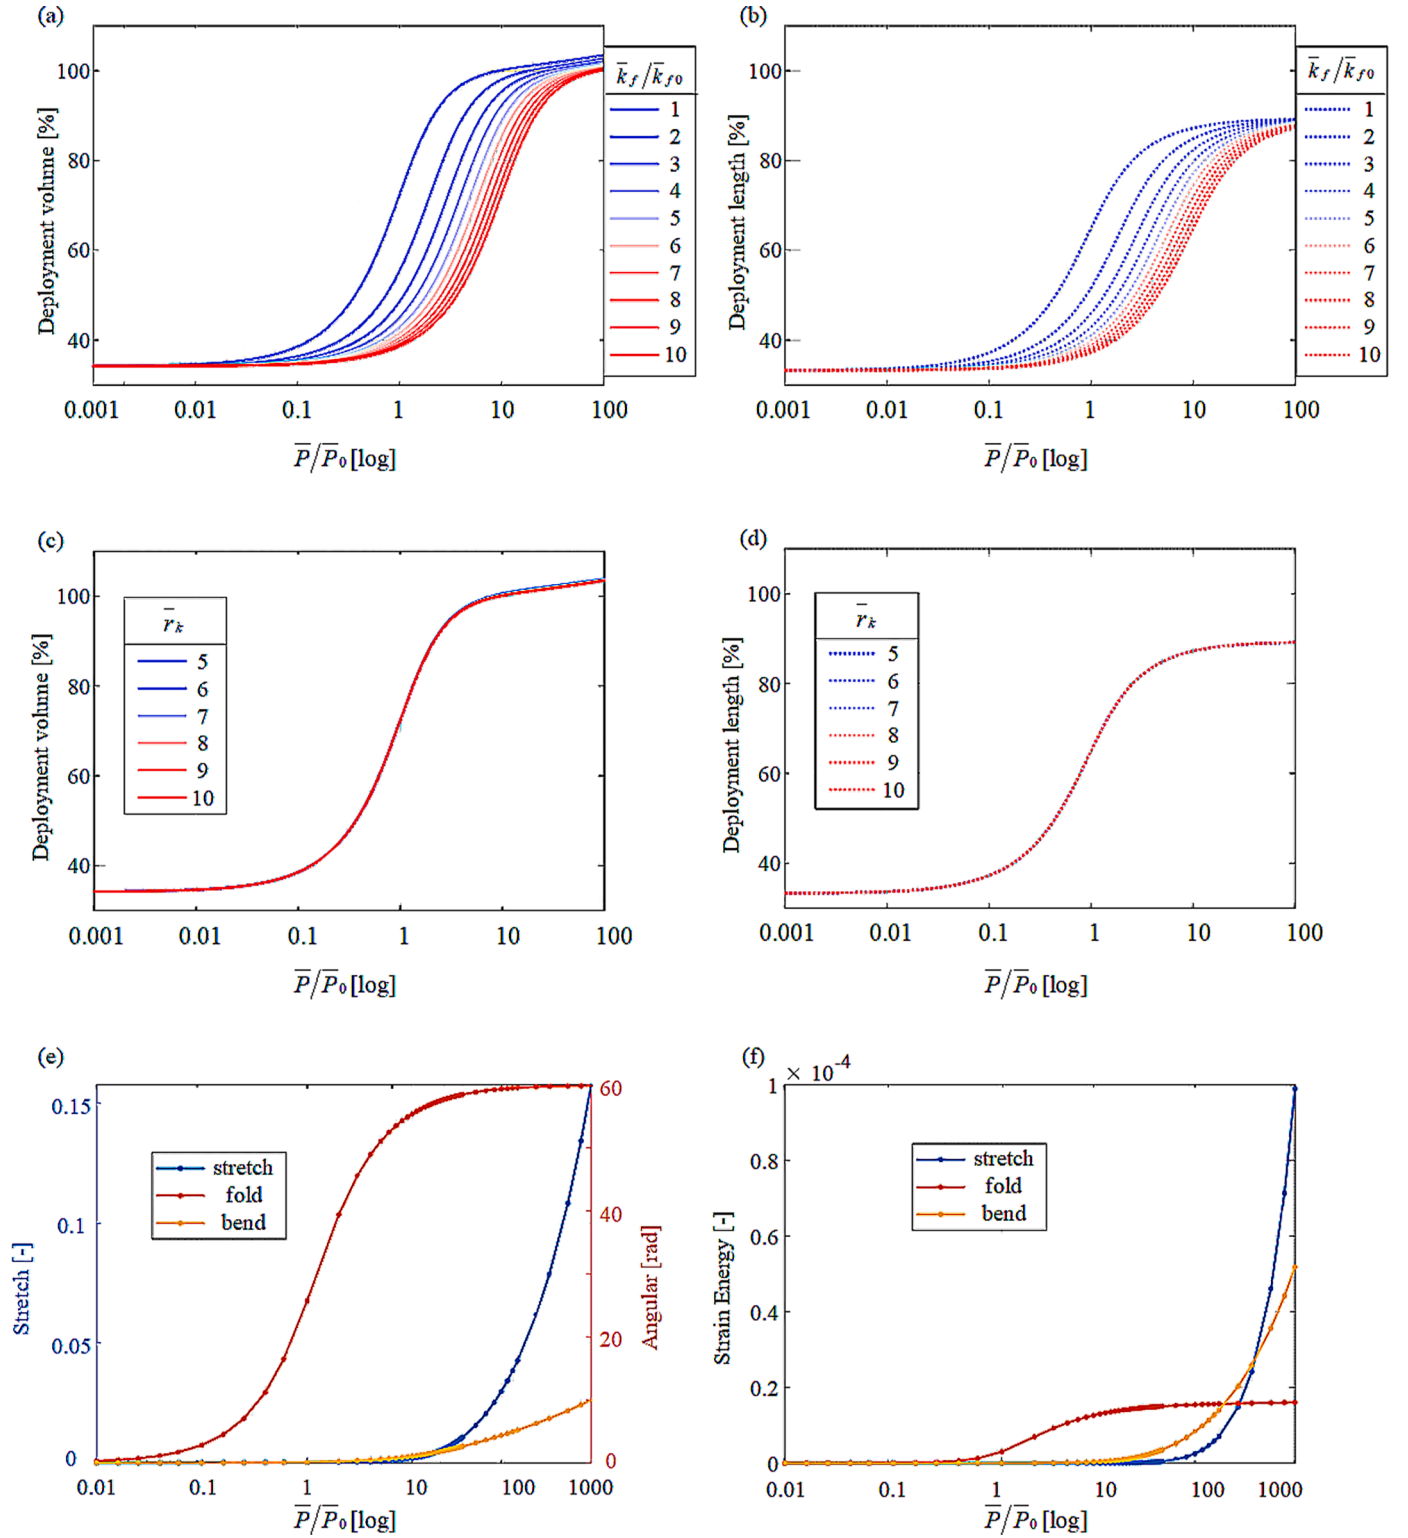 (a)
Deployment volume [%]
100
80
60
40
0.001 0.01 0.1 1 10 100
P̅/P̅₀ [log]
k̅f/k̅f0
1
2
3
4
5
6
7
8
9
10
(b)
Deployment length [%]
100
80
60
40
0.001 0.01 0.1 1 10 100
P̅/P̅₀ [log]
k̅f/k̅f0
1
2
3
4
5
6
7
8
9
10
(c)
Deployment volume [%]
100
80
60
40
0.001 0.01 0.1 1 10 100
P̅/P̅₀ [log]
r̅k
5
6
7
8
9
10
(d)
Deployment length [%]
100
80
60
40
0.001 0.01 0.1 1 10 100
P̅/P̅₀ [log]
r̅k
5
6
7
8
9
10
(e)
Stretch [-]
0.15
0.1
0.05
0
Angular [rad]
60
40
20
0
0.01 0.1 1 10 100 1000
P̅/P̅₀ [log]
stretch
fold
bend
(f)
× 10⁻⁴
Strain Energy [-]
1
0.8
0.6
0.4
0.2
0
0.01 0.1 1 10 100 1000
P̅/P̅₀ [log]
stretch
fold
bend